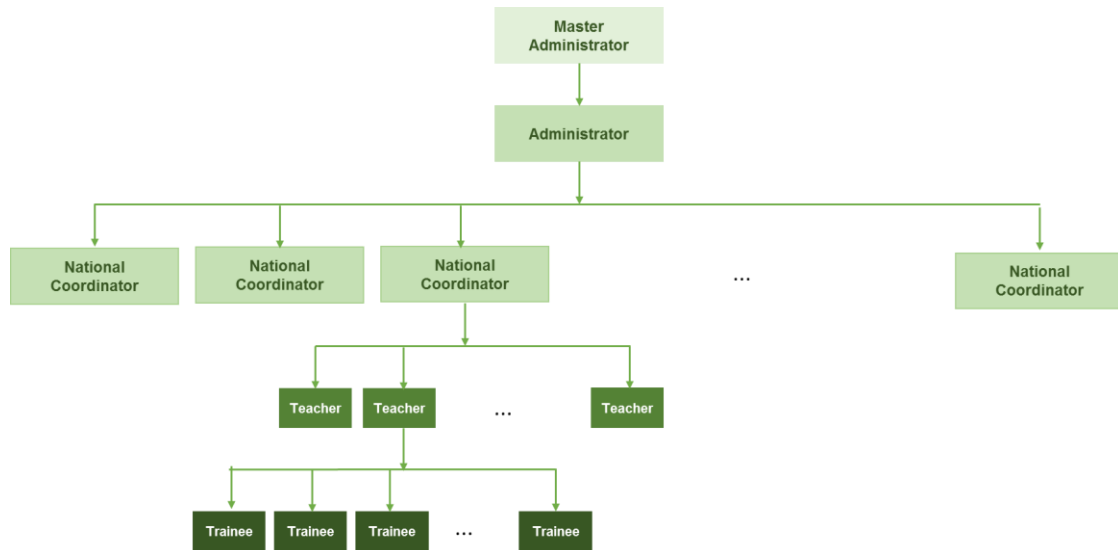 Master
Administrator
Administrator
National
Coordinator
National
Coordinator
National
Coordinator
...
National
Coordinator
Teacher
Teacher
...
Teacher
Trainee
Trainee
Trainee
...
Trainee